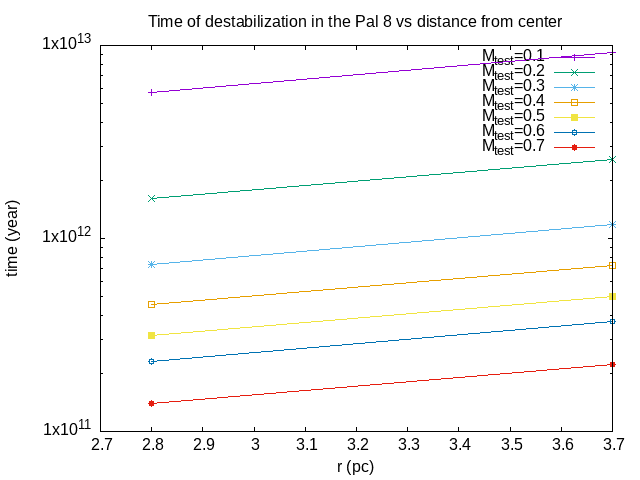 Time of destabilization in the Pal 8 vs distance from center
1x10^13
1x10^12
1x10^11
time (year)
M_test=0.1
M_test=0.2
M_test=0.3
M_test=0.4
M_test=0.5
M_test=0.6
M_test=0.7
2.7 2.8 2.9 3 3.1 3.2 3.3 3.4 3.5 3.6 3.7
r (pc)